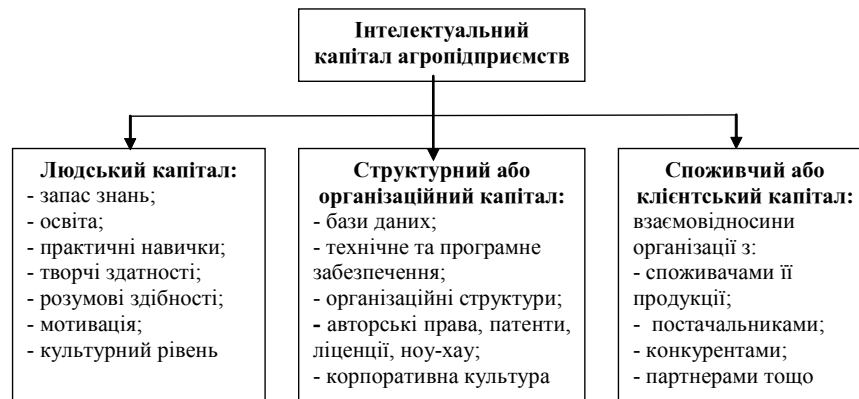 Інтелектуальний
капітал агропідприємств
Людський капітал:
- запас знань;
- освіта;
- практичні навички;
- творчі здатності;
- розумові здібності;
- мотивація;
- культурний рівень
Структурний або
організаційний капітал:
- бази даних;
- технічне та програмне
забезпечення;
- організаційні структури;
- авторські права, патенти,
ліценції, ноу-хау;
- корпоративна культура
Споживчий або
клієнтський капітал:
взаємовідносини
організації з:
- споживачами її
продукції;
- постачальниками;
- конкурентами;
- партнерами тощо